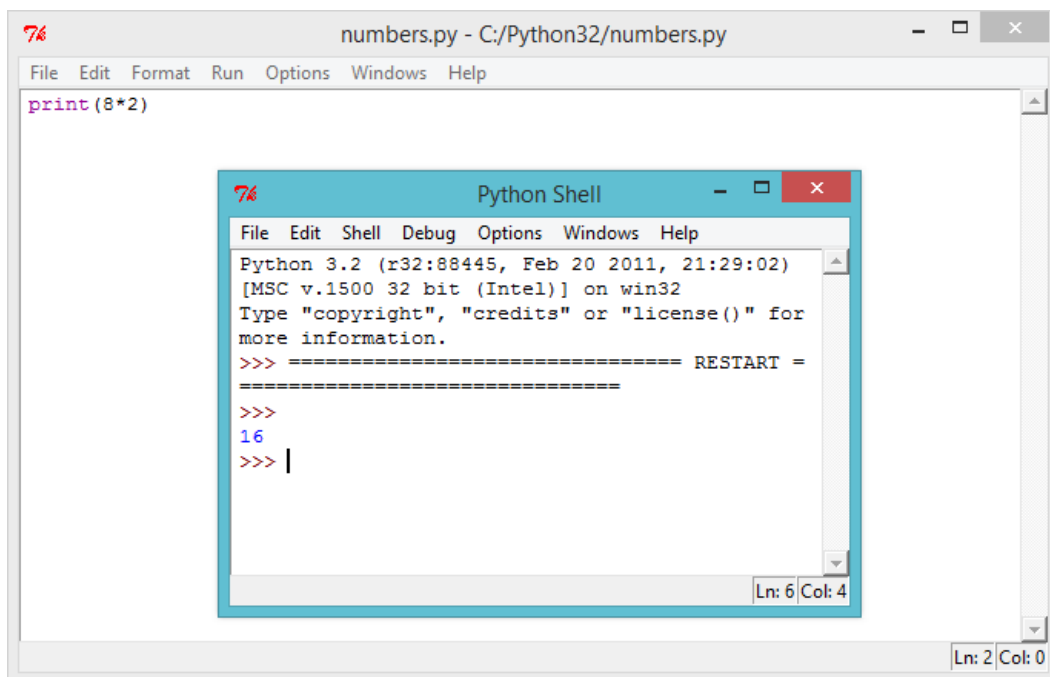 numbers.py - C:/Python32/numbers.py
File Edit Format Run Options Windows Help
print(8*2)
Python Shell
File Edit Shell Debug Options Windows Help
Python 3.2 (r32:88445, Feb 20 2011, 21:29:02)
[MSC v.1500 32 bit (Intel)] on win32
Type "copyright", "credits" or "license()" for
more information.
>>> ================================ RESTART =
===============================
>>>
16
>>>
Ln: 6 Col: 4
Ln: 2 Col: 0